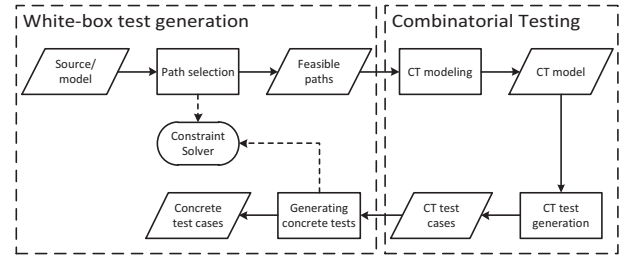 White-box test generation
Combinatorial Testing
Source/
model
Path selection
Feasible
paths
CT modeling
CT model
Constraint
Solver
Concrete
test cases
Generating
concrete tests
CT test
cases
CT test
generation